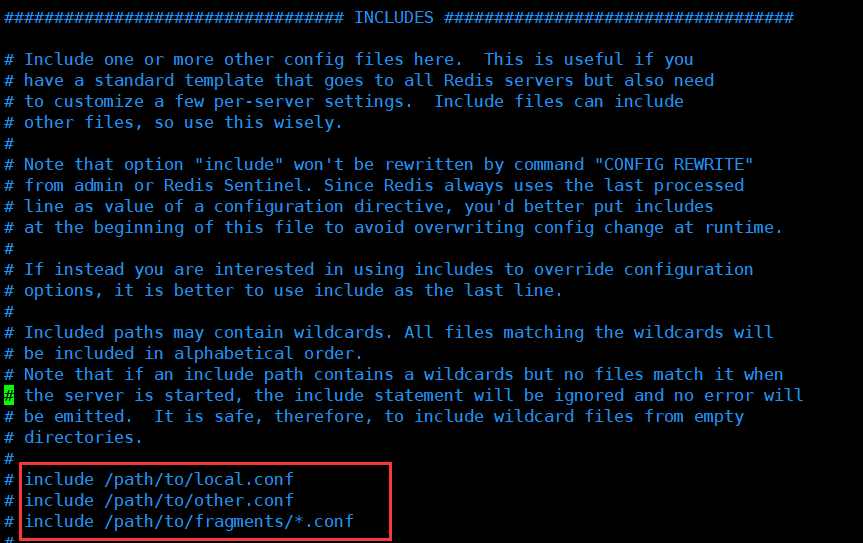 ################################## INCLUDES ###################################
# Include one or more other config files here.  This is useful if you
# have a standard template that goes to all Redis servers but also need
# to customize a few per-server settings.  Include files can include
# other files, so use this wisely.
#
# Note that option "include" won't be rewritten by command "CONFIG REWRITE"
# from admin or Redis Sentinel. Since Redis always uses the last processed
# line as value of a configuration directive, you'd better put includes
# at the beginning of this file to avoid overwriting config change at runtime.
#
# If instead you are interested in using includes to override configuration
# options, it is better to use include as the last line.
#
# Included paths may contain wildcards. All files matching the wildcards will
# be included in alphabetical order.
# Note that if an include path contains a wildcards but no files match it when
# the server is started, the include statement will be ignored and no error will
# be emitted.  It is safe, therefore, to include wildcard files from empty
# directories.
#
# include /path/to/local.conf
# include /path/to/other.conf
# include /path/to/fragments/*.conf
#